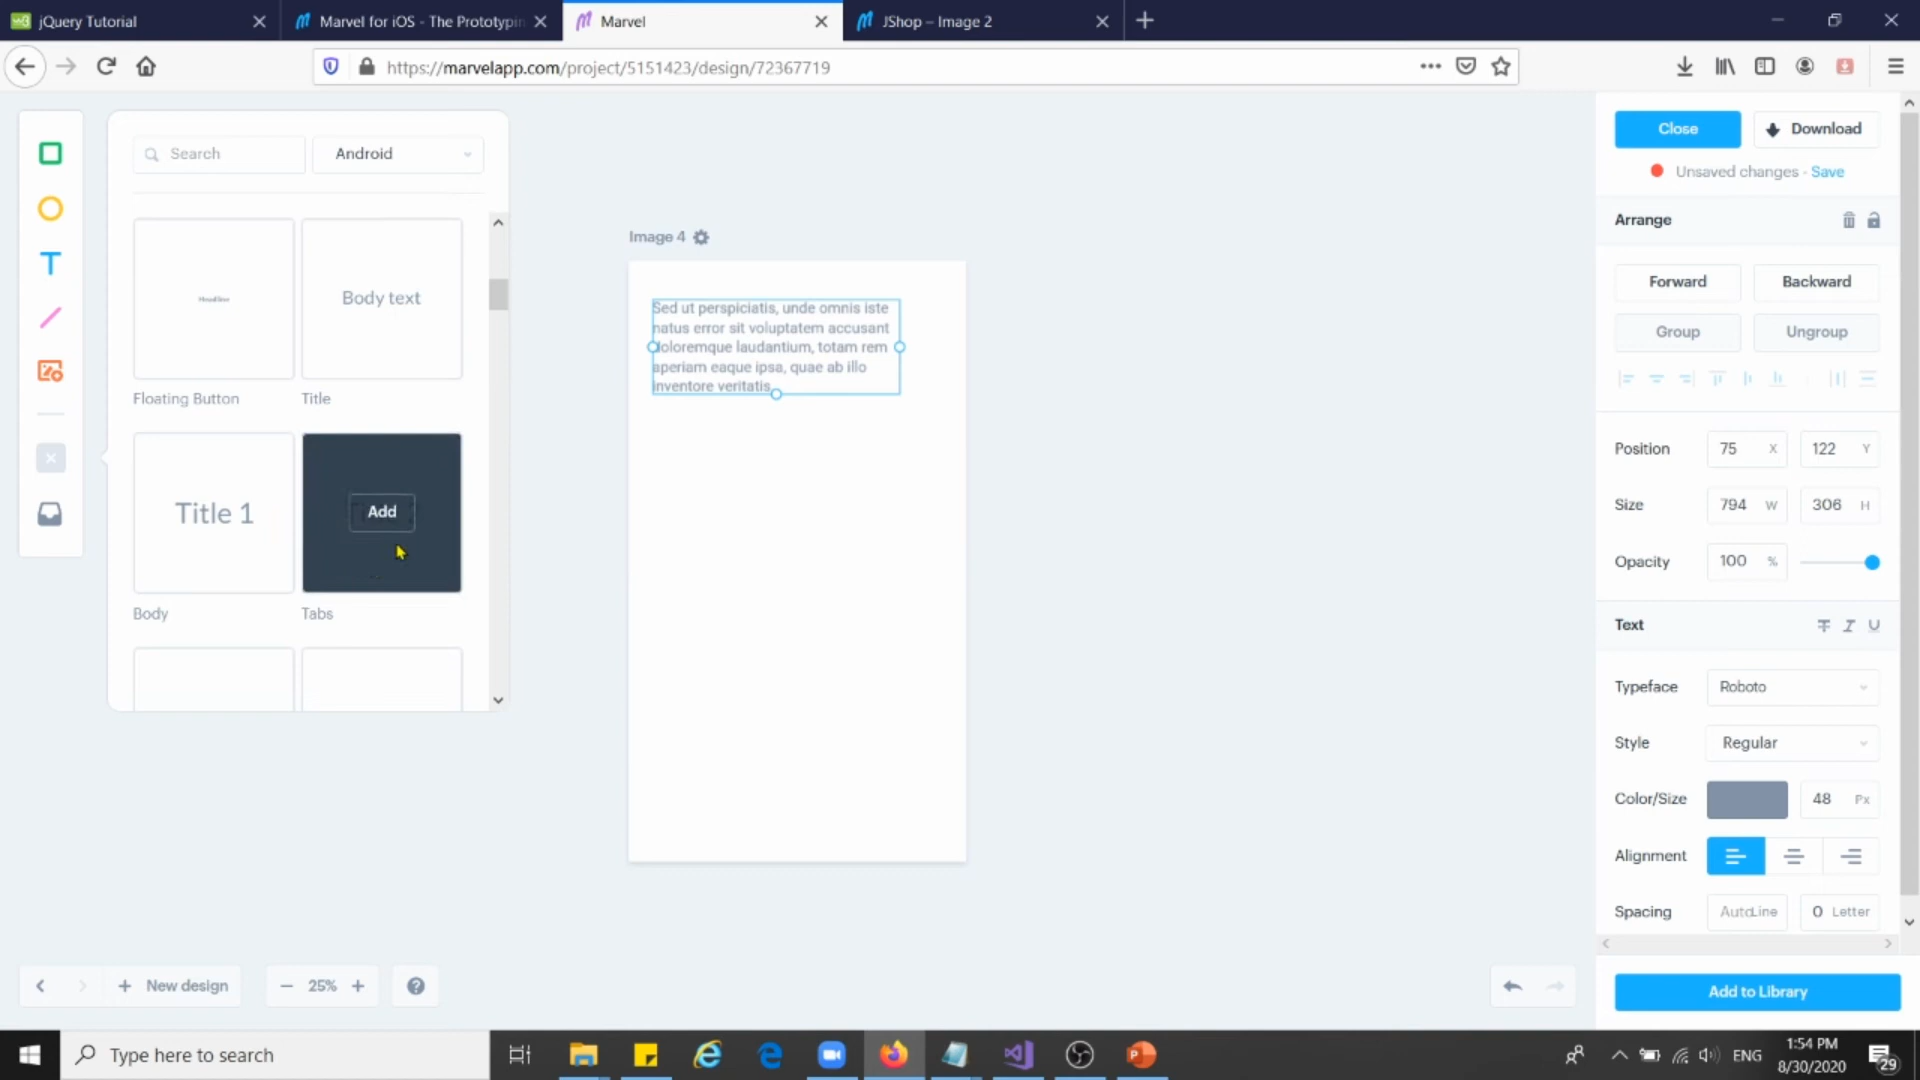 jQuery Tutorial
Marvel for iOS - The Prototypin
Marvel
JShop – Image 2
https://marvelapp.com/project/5151423/design/72367719
Search
Android
Close
Download
Unsaved changes - Save
Arrange
Forward
Backward
Group
Ungroup
Image 4
Headline
Body text
Floating Button
Title
Sed ut perspiciatis, unde omnis iste
natus error sit voluptatem accusant
doloremque laudantium, totam rem
aperiam eaque ipsa, quae ab illo
inventore veritatis
Title 1
Add
Body
Tabs
Position 75 X 122 Y
Size 794 W 306 H
Opacity 100 %
Text
Typeface Roboto
Style Regular
Color/Size 48 Px
Alignment
Spacing Auto Line 0 Letter
New design
25%
Add to Library
Type here to search
ENG
1:54 PM
8/30/2020
29